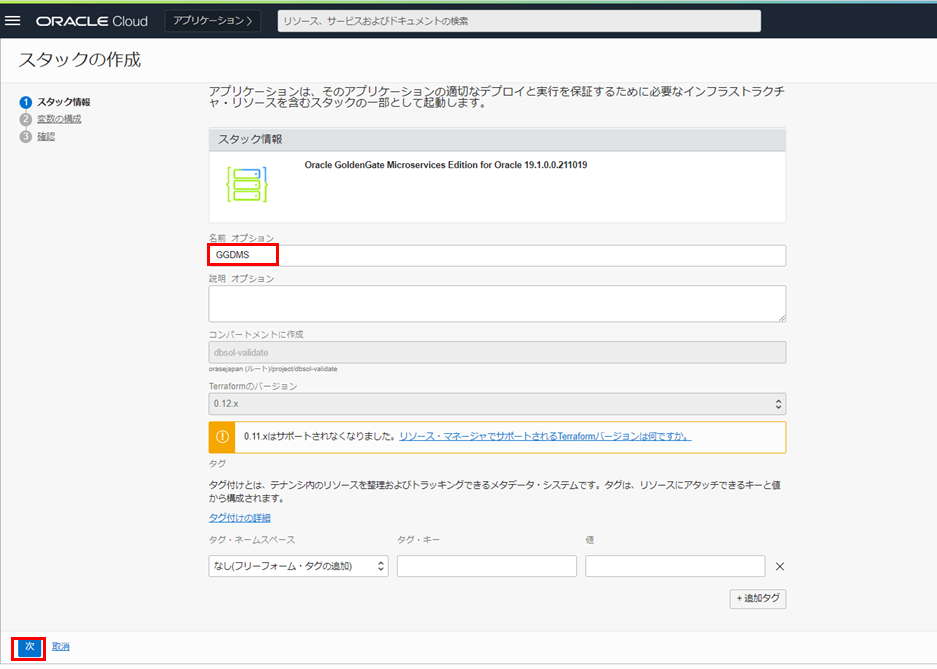 ORACLE Cloud
アプリケーション
リソース、サービスおよびドキュメントの検索
スタックの作成
1 スタック情報
2 変数の構成
3 確認
アプリケーションは、そのアプリケーションの適切なデプロイと実行を保証するために必要なインフラストラクチ
ャ・リソースを含むスタックの一部として起動します。
スタック情報
Oracle GoldenGate Microservices Edition for Oracle 19.1.0.0.211019
名前 オプション
GGDMS
説明 オプション
コンパートメントに作成
dbsol-validate
orasejapan (ルート)/project/dbsol-validate
Terraformのバージョン
0.12.x
0.11.xはサポートされなくなりました。リソース・マネージャでサポートされるTerraformバージョンは何ですか。
タグ
タグ付けとは、テナンシ内のリソースを整理およびトラッキングできるメタデータ・システムです。タグは、リソースにアタッチできるキーと値
から構成されます。
タグ付けの詳細
タグ・ネームスペース タグ・キー 値
なし(フリーフォーム・タグの追加)
+ 追加タグ
次 取消